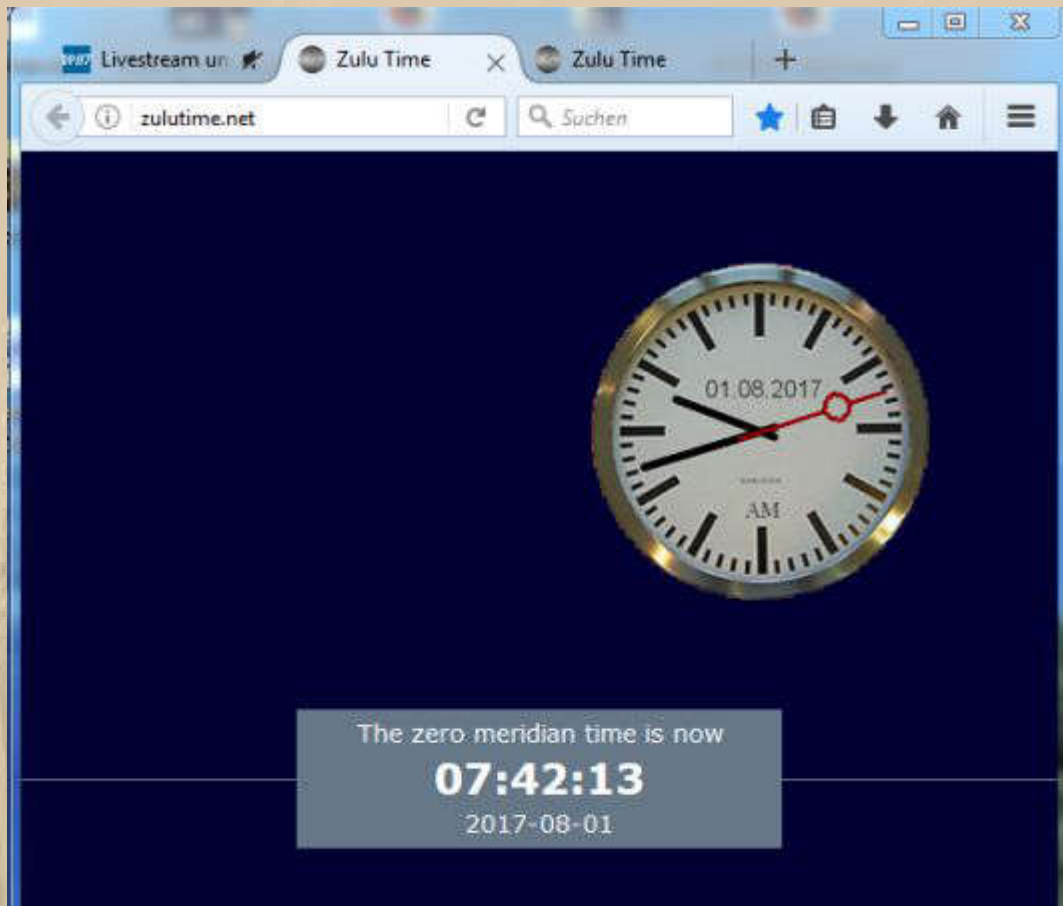 Livestream un
Zulu Time
Zulu Time
zulutime.net
Suchen
01.08.2017
AM
The zero meridian time is now
07:42:13
2017-08-01